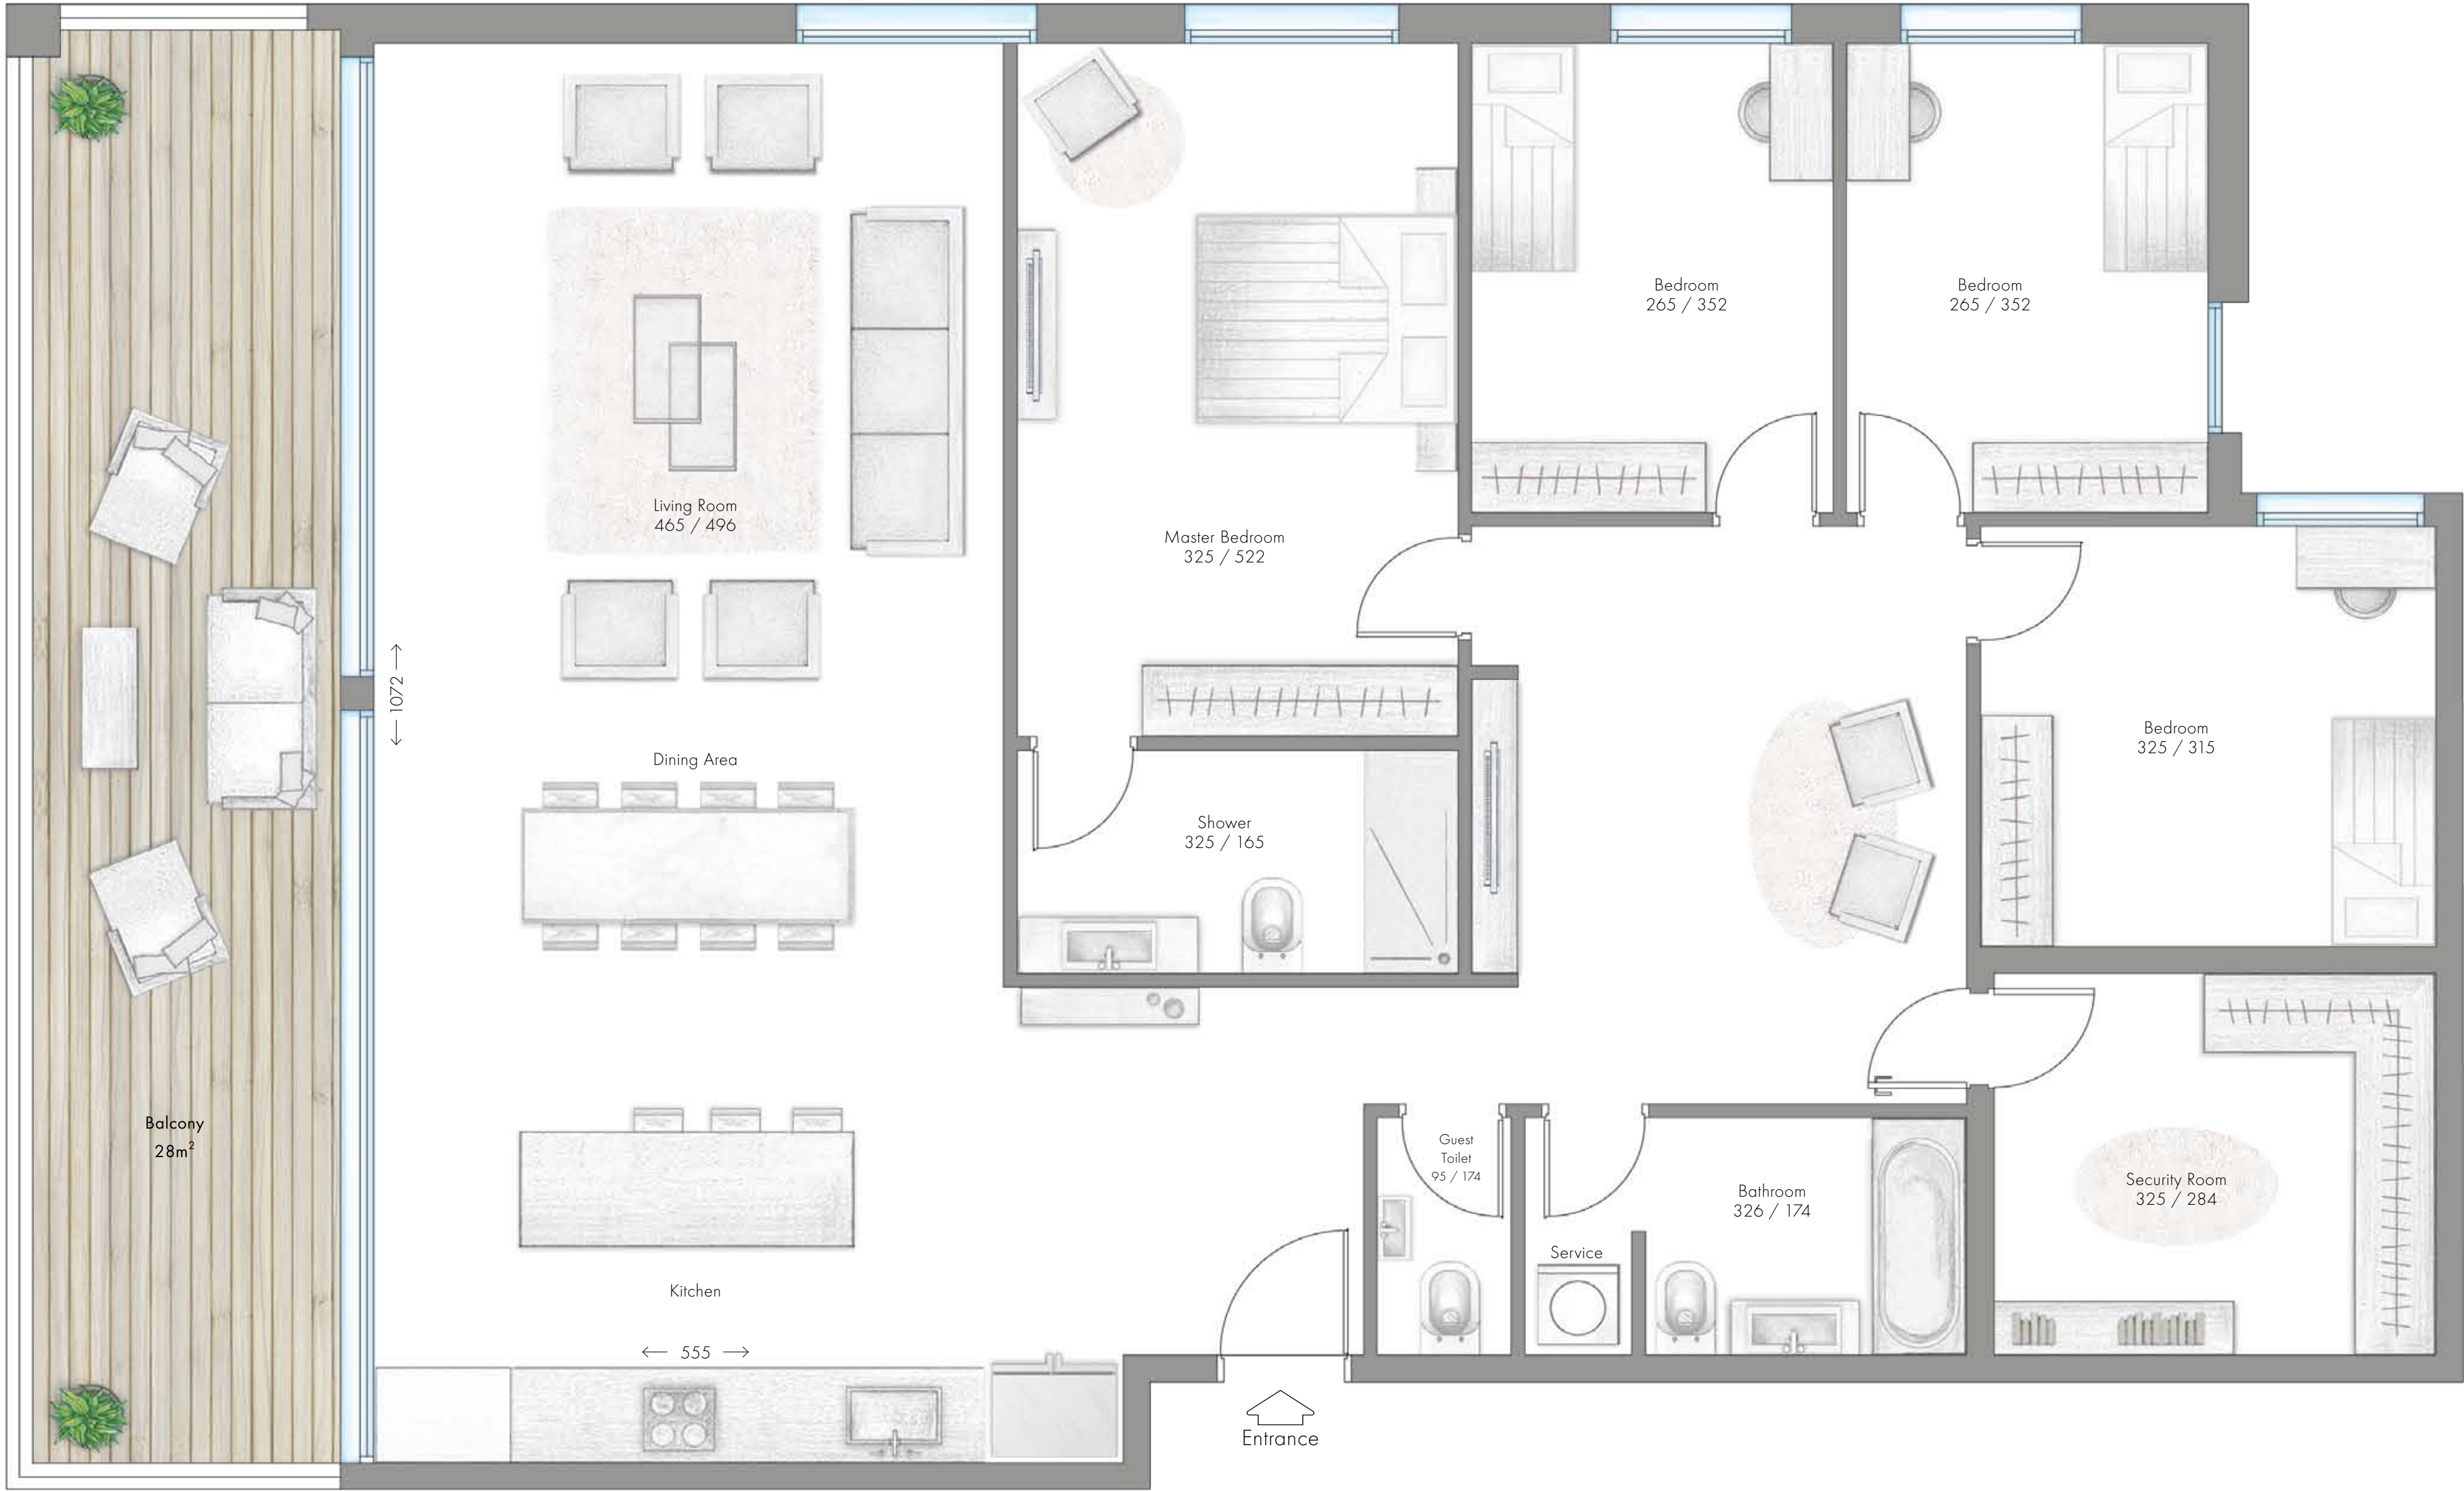 Bedroom
265 / 352
Bedroom
265 / 352
Living Room
465 / 496
Master Bedroom
325 / 522
← 1072 →
Dining Area
Bedroom
325 / 315
Shower
325 / 165
Balcony
28m²
Guest
Toilet
95 / 174
Bathroom
326 / 174
Security Room
325 / 284
Service
Kitchen
← 555 →
Entrance